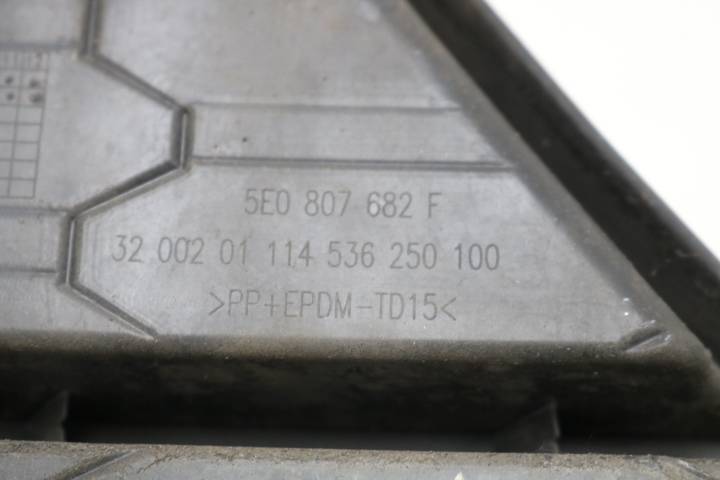 5E0 807 682 F
32 002 01 114 536 250 100
>PP+EPDM-TD15<